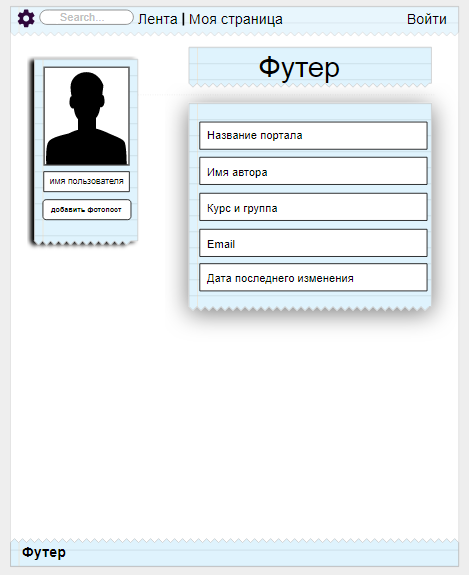 Search... Лента | Моя страница Войти
Футер
имя пользователя
добавить фотопост
Название портала
Имя автора
Курс и группа
Email
Дата последнего изменения
Футер